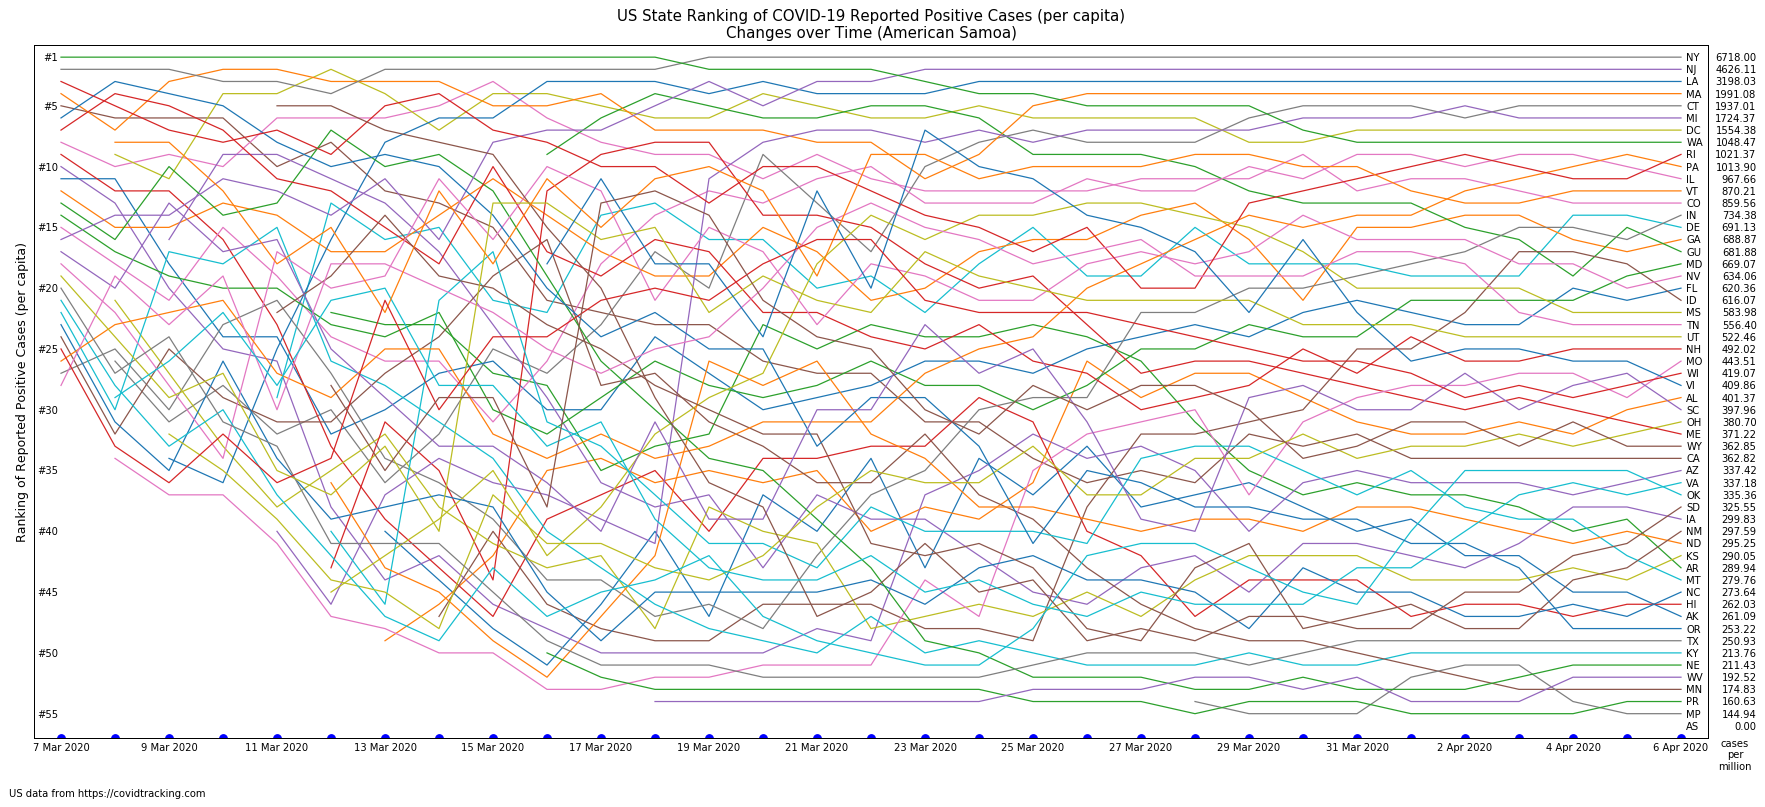 US State Ranking of COVID-19 Reported Positive Cases (per capita)
Changes over Time (American Samoa)
Ranking of Reported Positive Cases (per capita)
#1
#5
#10
#15
#20
#25
#30
#35
#40
#45
#50
#55
NY 6718.00
NJ 4626.11
LA 3198.03
MA 1991.08
CT 1937.01
MI 1724.37
DC 1554.38
WA 1048.47
RI 1021.37
PA 1013.90
IL 967.66
VT 870.21
CO 859.56
IN 734.38
DE 691.13
GA 688.87
GU 681.88
MD 669.07
NV 634.06
FL 620.36
ID 616.07
MS 583.98
TN 556.40
UT 522.46
NH 492.02
MO 443.51
WI 419.07
VI 409.86
AL 401.37
SC 397.96
OH 380.70
ME 371.22
WY 362.85
CA 362.82
AZ 337.42
VA 337.18
OK 335.36
SD 325.55
IA 299.83
NM 297.59
ND 295.25
KS 290.05
AR 289.94
MT 279.76
NC 273.64
HI 262.03
AK 261.09
OR 253.22
TX 250.93
KY 213.76
NE 211.43
WV 192.52
MN 174.83
PR 160.63
MP 144.94
AS 0.00
7 Mar 2020 9 Mar 2020 11 Mar 2020 13 Mar 2020 15 Mar 2020 17 Mar 2020 19 Mar 2020 21 Mar 2020 23 Mar 2020 25 Mar 2020 27 Mar 2020 29 Mar 2020 31 Mar 2020 2 Apr 2020 4 Apr 2020 6 Apr 2020
cases
per
million
US data from https://covidtracking.com